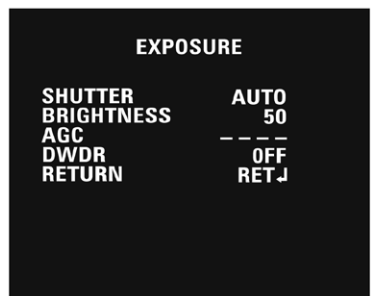 EXPOSURE
SHUTTER AUTO
BRIGHTNESS 50
AGC – – – –
DWDR OFF
RETURN RET↲